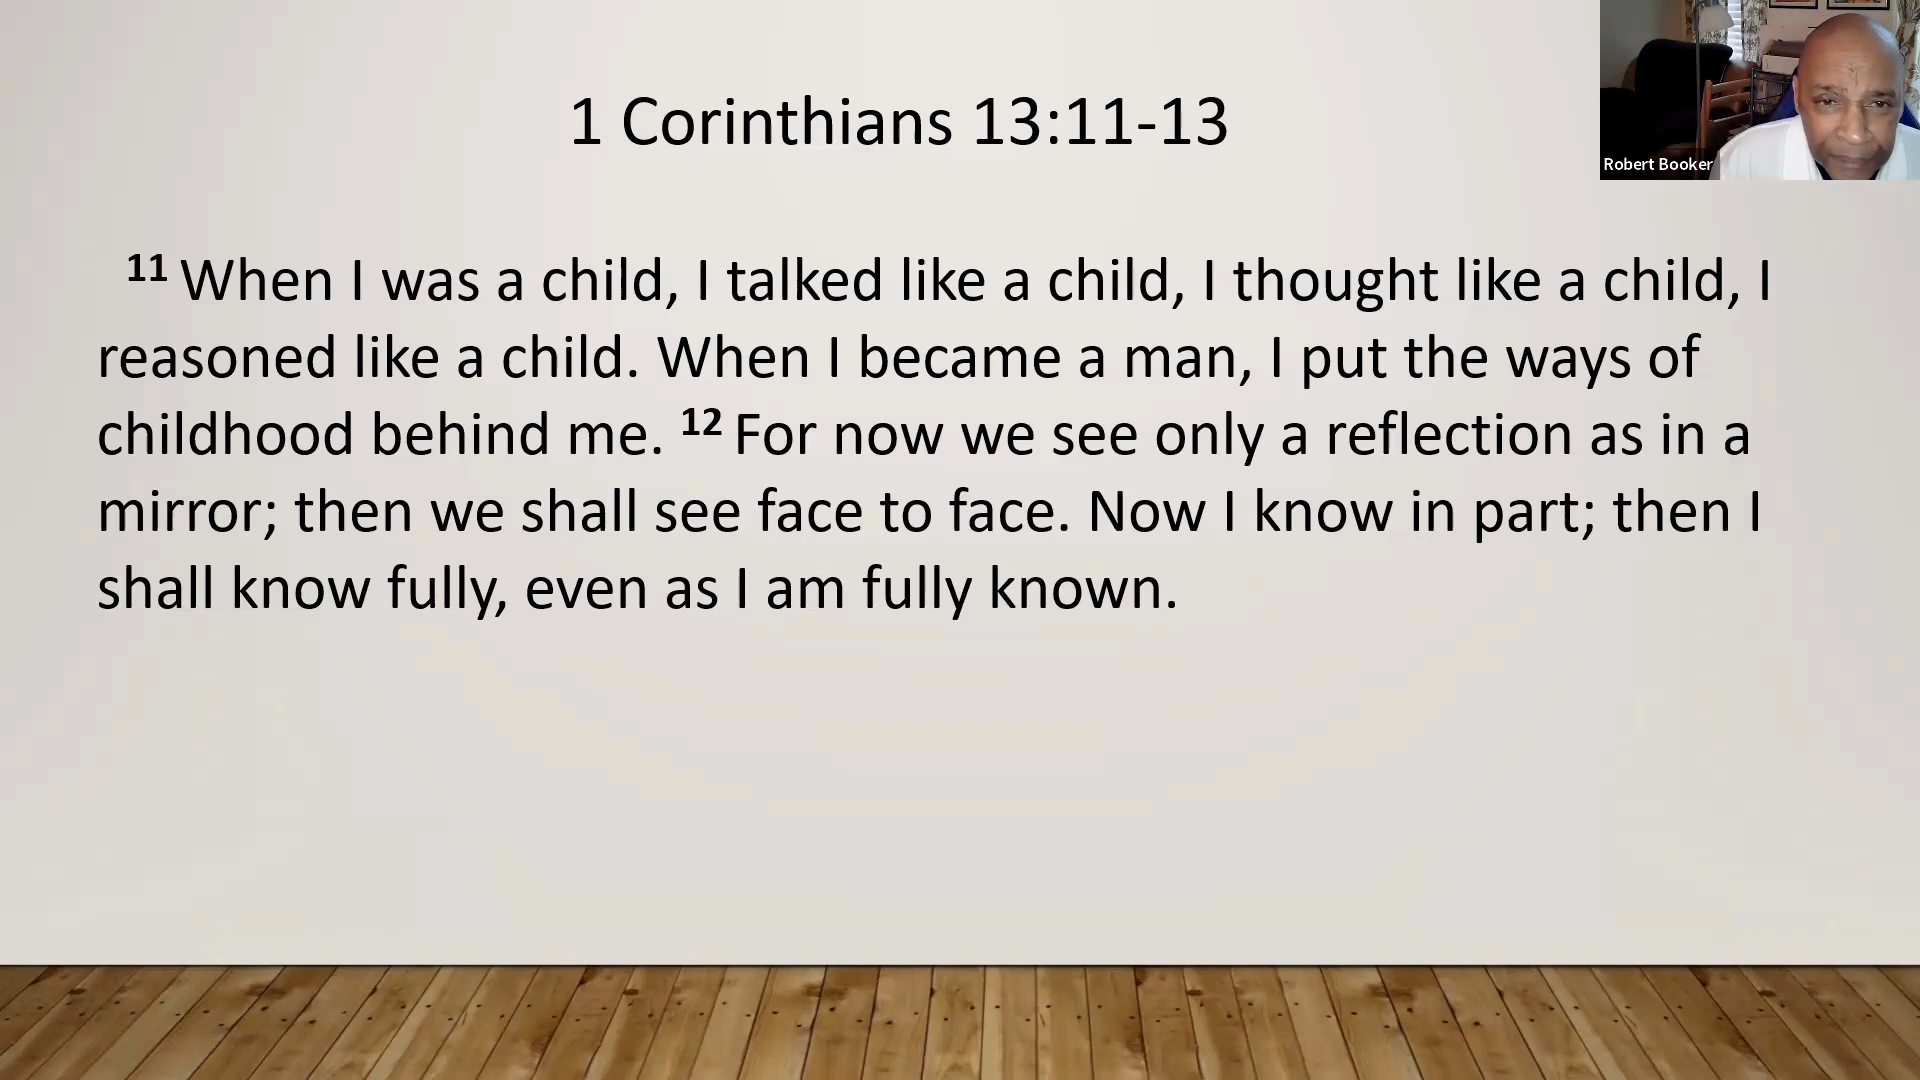 1 Corinthians 13:11-13
Robert Booker
11 When I was a child, I talked like a child, I thought like a child, I
reasoned like a child. When I became a man, I put the ways of
childhood behind me. 12 For now we see only a reflection as in a
mirror; then we shall see face to face. Now I know in part; then I
shall know fully, even as I am fully known.